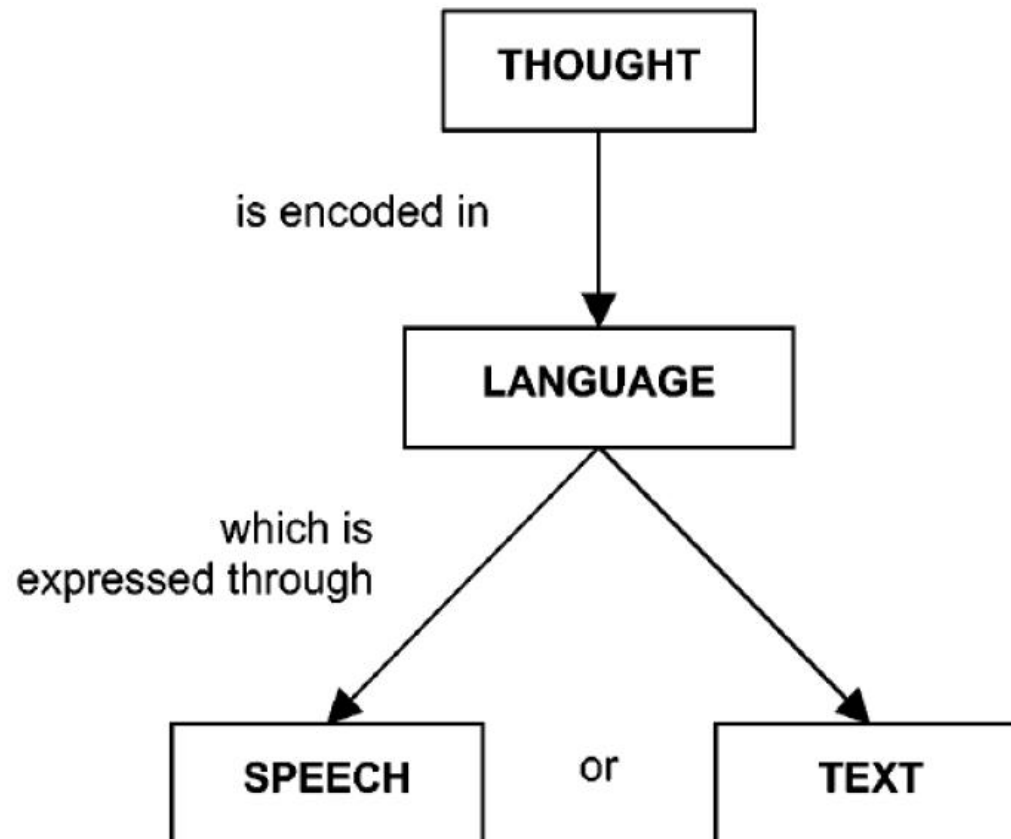 THOUGHT
is encoded in
LANGUAGE
which is
expressed through
SPEECH
or
TEXT